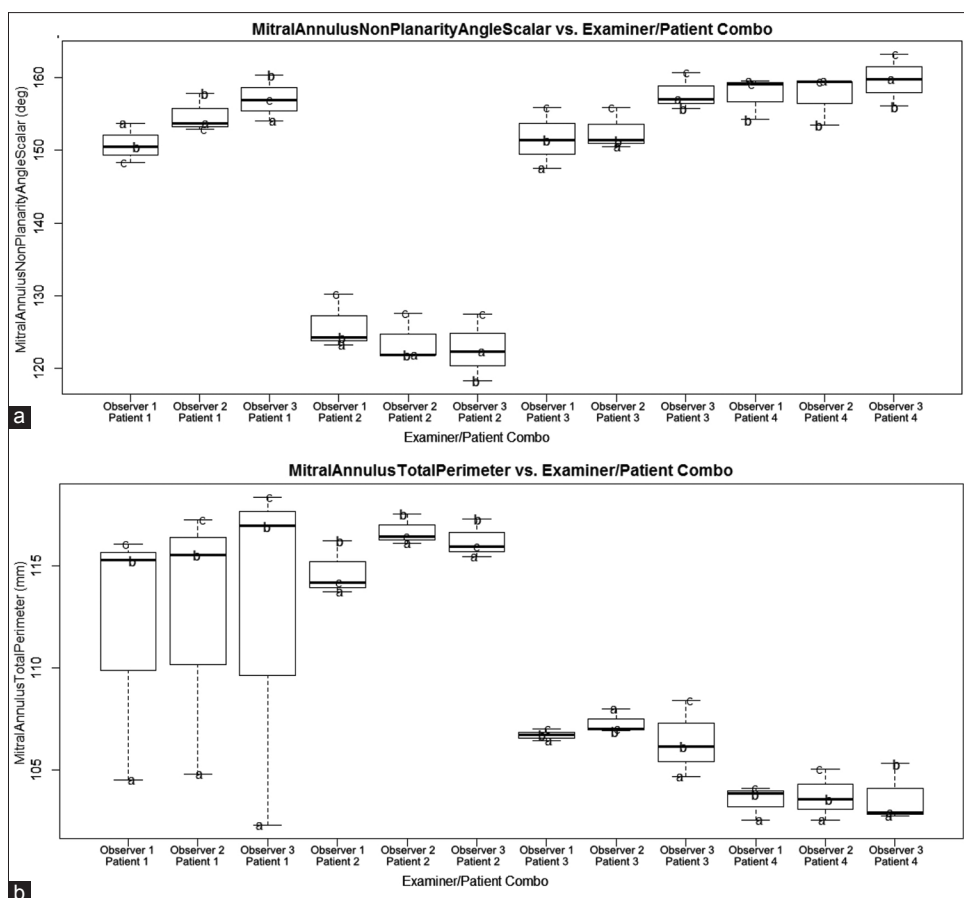 MitralAnnulusNonPlanarityAngleScalar vs. Examiner/Patient Combo
MitralAnnulusNonPlanarityAngleScalar (deg)
160
150
140
130
120
a b c
c a b
b c a
c b a
c b a
c a b
c b a
c b a
c a b
c b
c a b
c a b
Observer 1 Observer 2 Observer 3 Observer 1 Observer 2 Observer 3 Observer 1 Observer 2 Observer 3 Observer 1 Observer 2 Observer 3
Patient 1 Patient 1 Patient 1 Patient 2 Patient 2 Patient 2 Patient 3 Patient 3 Patient 3 Patient 4 Patient 4 Patient 4
Examiner/Patient Combo
a
MitralAnnulusTotalPerimeter vs. Examiner/Patient Combo
MitralAnnulusTotalPerimeter (mm)
115
110
105
c b a
c b a
c b a
b c a
b c a
b c a
c b a
a c b
c b a
c b a
c b a
b c a
Observer 1 Observer 2 Observer 3 Observer 1 Observer 2 Observer 3 Observer 1 Observer 2 Observer 3 Observer 1 Observer 2 Observer 3
Patient 1 Patient 1 Patient 1 Patient 2 Patient 2 Patient 2 Patient 3 Patient 3 Patient 3 Patient 4 Patient 4 Patient 4
Examiner/Patient Combo
b